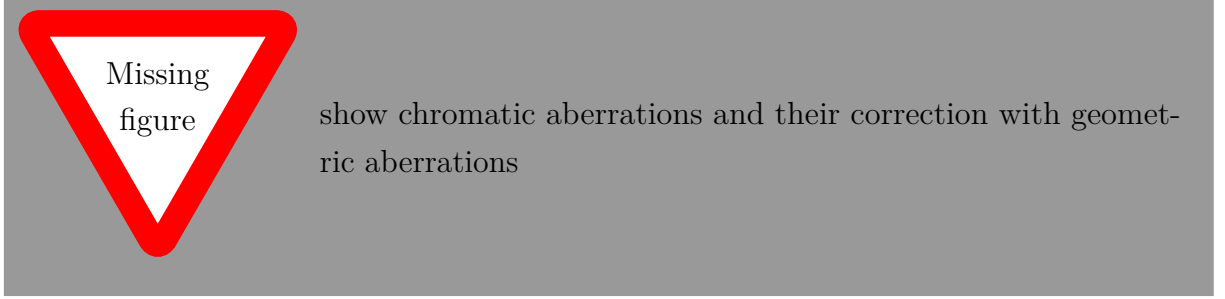 Missing
figure
show chromatic aberrations and their correction with geomet-
ric aberrations